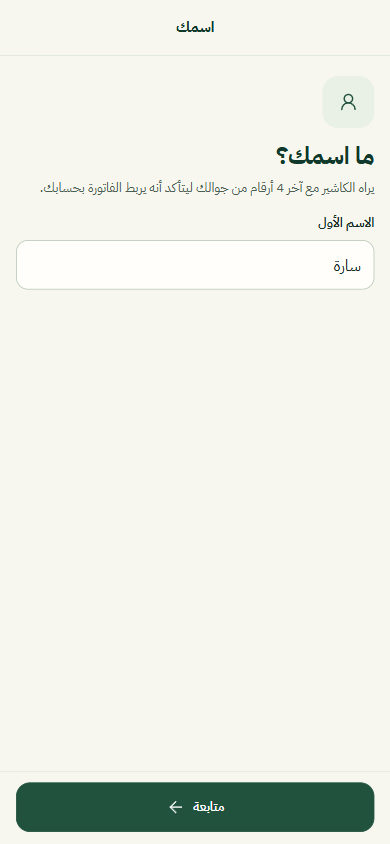 اسمك
ما اسمك؟
يراه الكاشير مع آخر 4 أرقام من جوالك ليتأكد أنه يربط الفاتورة بحسابك.
الاسم الأول
سارة
متابعة